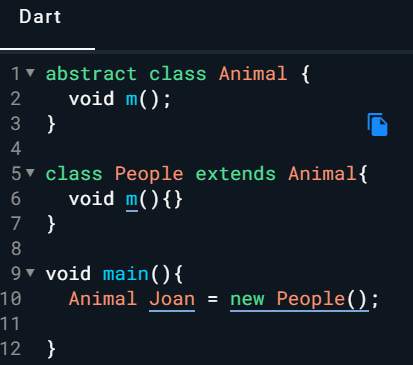 Dart
1 abstract class Animal {
2   void m();
3 }
4
5 class People extends Animal{
6   void m(){}
7 }
8
9 void main(){
10   Animal Joan = new People();
11
12 }